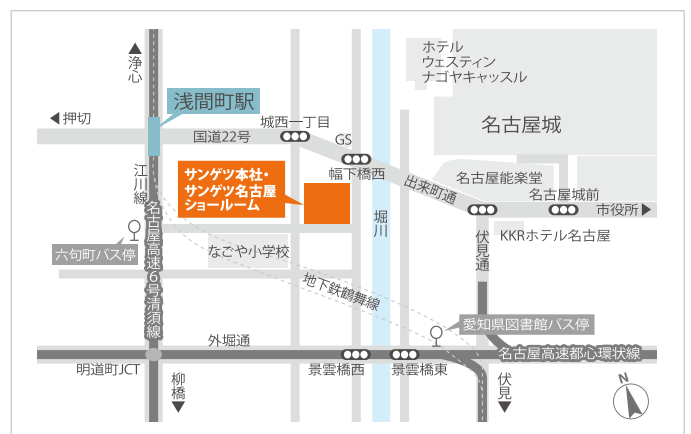 ホテル
ウェスティン
ナゴヤキャッスル
浄心
浅間町駅
押切
国道22号
城西一丁目
GS
名古屋城
幅下橋西
江川線
サンゲツ本社・
サンゲツ名古屋
ショールーム
出来町通
名古屋能楽堂
名古屋城前
市役所
堀川
名古屋高速6号清須線
六句町バス停
なごや小学校
伏見通
KKRホテル名古屋
地下鉄鶴舞線
愛知県図書館バス停
外堀通
名古屋高速都心環状線
明道町JCT
景雲橋西
景雲橋東
柳橋
伏見
N